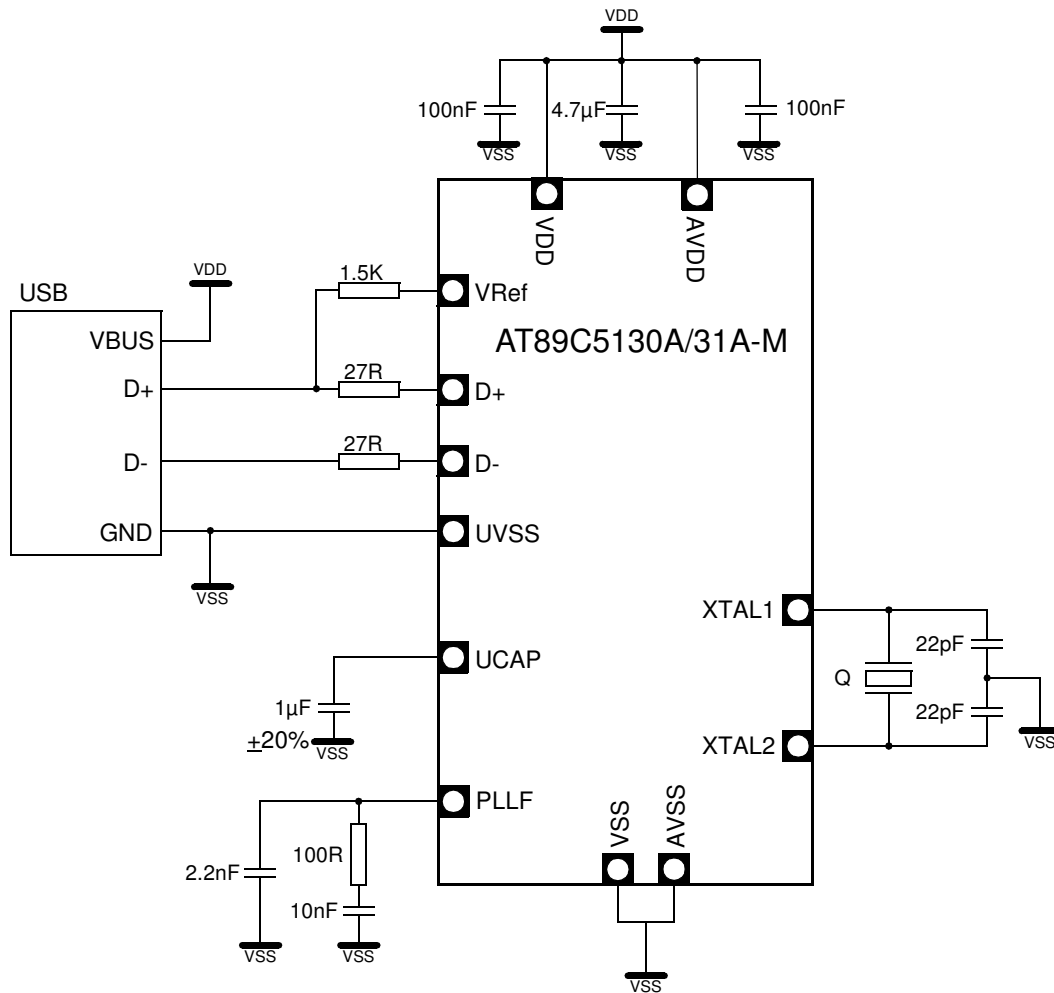 VDD
100nF
4.7µF
100nF
VSS
VSS
VSS
VDD
AVDD
USB
VDD
1.5K
VRef
AT89C5130A/31A-M
VBUS
D+
27R
D+
D-
27R
D-
GND
UVSS
VSS
XTAL1
22pF
UCAP
Q
1µF
22pF
±20%
VSS
XTAL2
VSS
PLLF
VSS
AVSS
2.2nF
100R
10nF
VSS
VSS
VSS